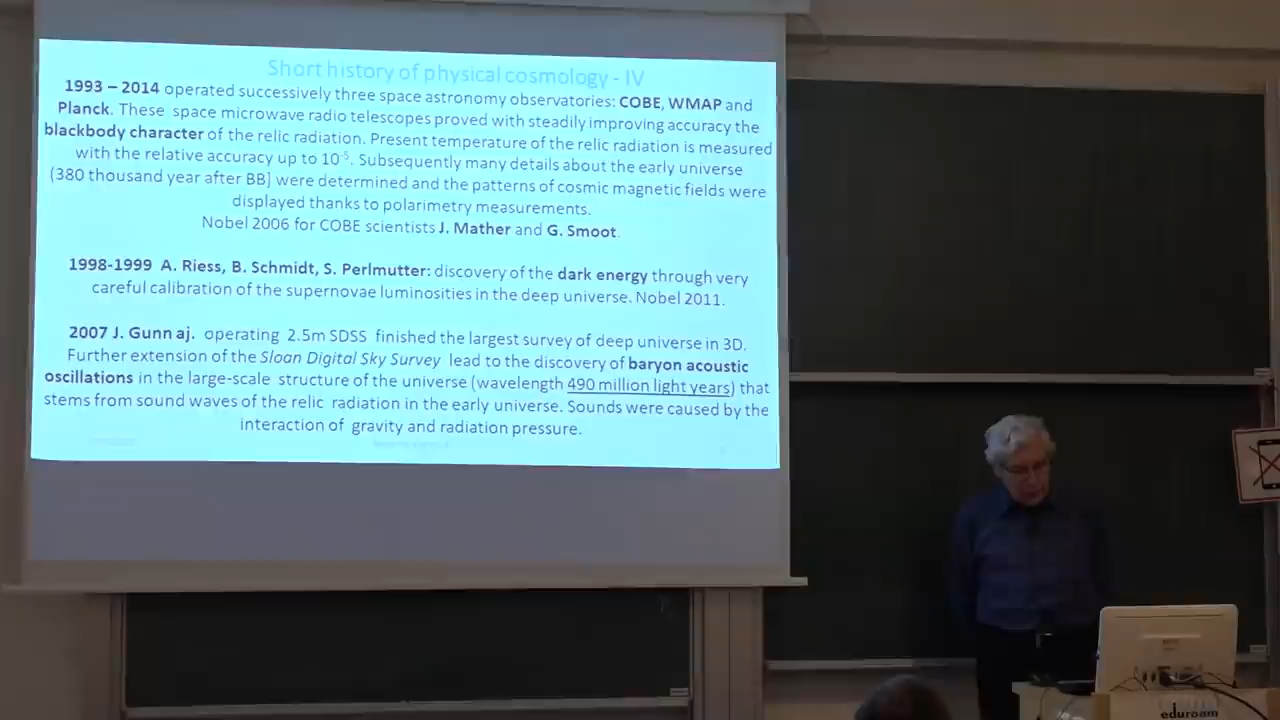 Short history of physical cosmology - IV
1993 – 2014 operated successively three space astronomy observatories: COBE, WMAP and
Planck. These space microwave radio telescopes proved with steadily improving accuracy the
blackbody character of the relic radiation. Present temperature of the relic radiation is measured
with the relative accuracy up to 10⁻⁵. Subsequently many details about the early universe
(380 thousand year after BB] were determined and the patterns of cosmic magnetic fields were
displayed thanks to polarimetry measurements.
Nobel 2006 for COBE scientists J. Mather and G. Smoot.
1998-1999 A. Riess, B. Schmidt, S. Perlmutter: discovery of the dark energy through very
careful calibration of the supernovae luminosities in the deep universe. Nobel 2011.
2007 J. Gunn aj. operating 2.5m SDSS finished the largest survey of deep universe in 3D.
Further extension of the Sloan Digital Sky Survey lead to the discovery of baryon acoustic
oscillations in the large-scale structure of the universe (wavelength 490 million light years) that
stems from sound waves of the relic radiation in the early universe. Sounds were caused by the
interaction of gravity and radiation pressure.
eduroam